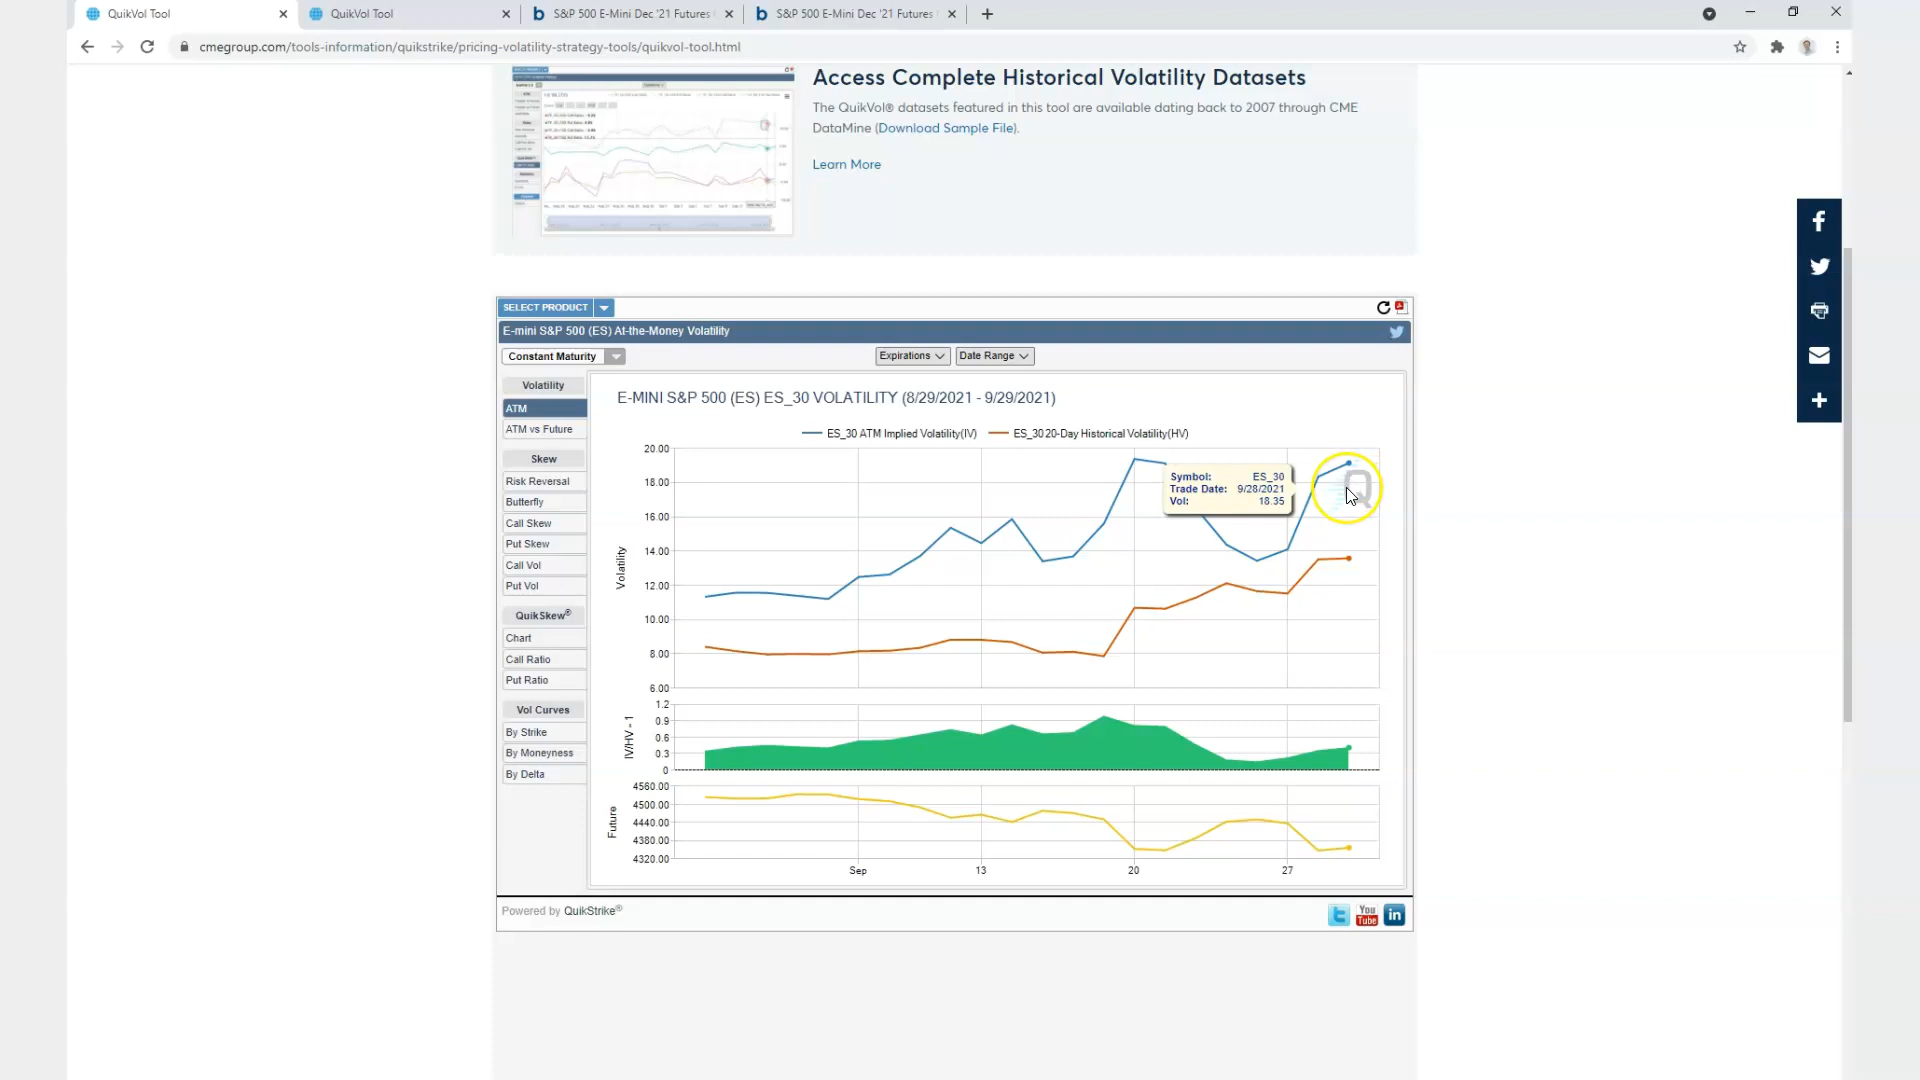 QuikVol Tool
QuikVol Tool
S&P 500 E-Mini Dec '21 Futures
S&P 500 E-Mini Dec '21 Futures
cmegroup.com/tools-information/quikstrike/pricing-volatility-strategy-tools/quikvol-tool.html
Access Complete Historical Volatility Datasets
The QuikVol® datasets featured in this tool are available dating back to 2007 through CME
DataMine (Download Sample File).
Learn More
SELECT PRODUCT
E-mini S&P 500 (ES) At-the-Money Volatility
Constant Maturity
Expirations
Date Range
Volatility
ATM
ATM vs Future
Skew
Risk Reversal
Butterfly
Call Skew
Put Skew
Call Vol
Put Vol
QuikSkew®
Chart
Call Ratio
Put Ratio
Vol Curves
By Strike
By Moneyness
By Delta
E-MINI S&P 500 (ES) ES_30 VOLATILITY (8/29/2021 - 9/29/2021)
ES_30 ATM Implied Volatility(IV)
ES_30 20-Day Historical Volatility(HV)
Volatility
20.00
18.00
16.00
14.00
12.00
10.00
8.00
6.00
Symbol: ES_30
Trade Date: 9/28/2021
Vol: 18.35
Q
IV/HV - 1
1.2
0.9
0.6
0.3
0
Future
4560.00
4500.00
4440.00
4380.00
4320.00
Sep
13
20
27
Powered by QuikStrike®
You
Tube
in